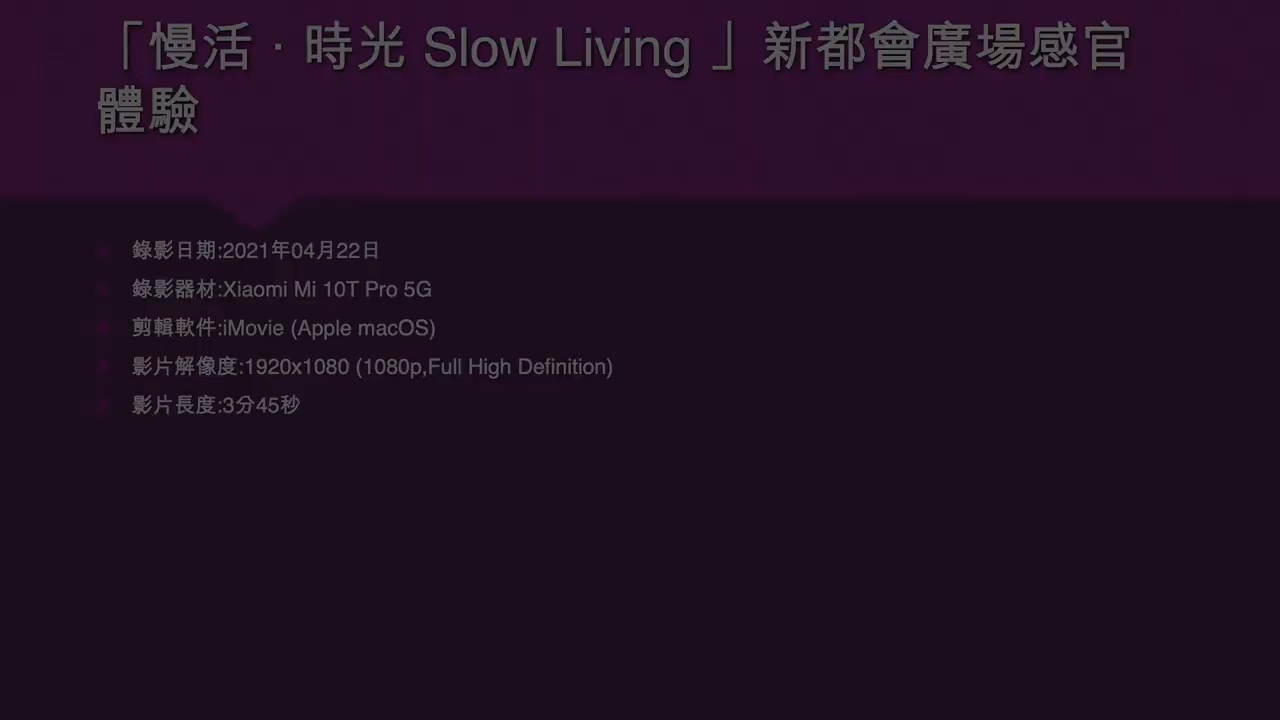 「慢活 · 時光 Slow Living 」新都會廣場感官
體驗
錄影日期:2021年04月22日
錄影器材:Xiaomi Mi 10T Pro 5G
剪輯軟件:iMovie (Apple macOS)
影片解像度:1920x1080 (1080p,Full High Definition)
影片長度:3分45秒